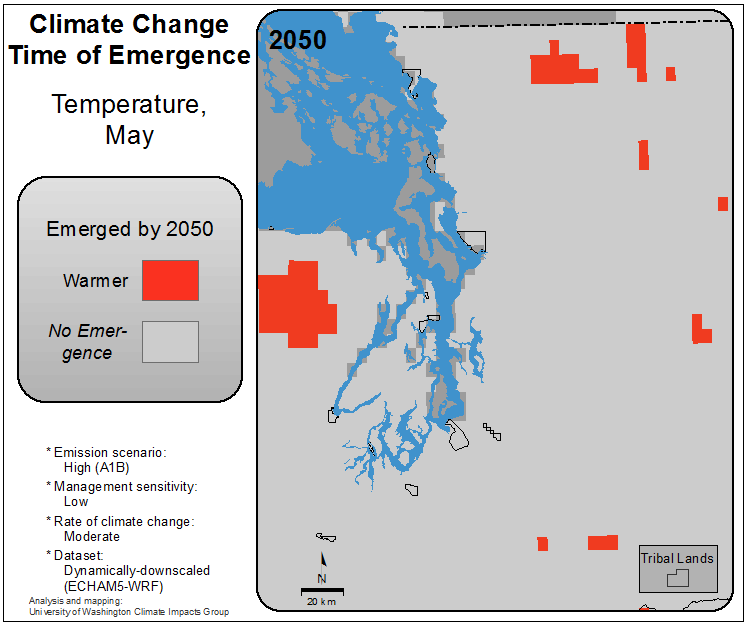 Climate Change
Time of Emergence
Temperature,
May
Emerged by 2050
Warmer
No Emer-
gence
* Emission scenario:
High (A1B)
* Management sensitivity:
Low
* Rate of climate change:
Moderate
* Dataset:
Dynamically-downscaled
(ECHAM5-WRF)
Analysis and mapping:
University of Washington Climate Impacts Group
2050
N
20 km
Tribal Lands